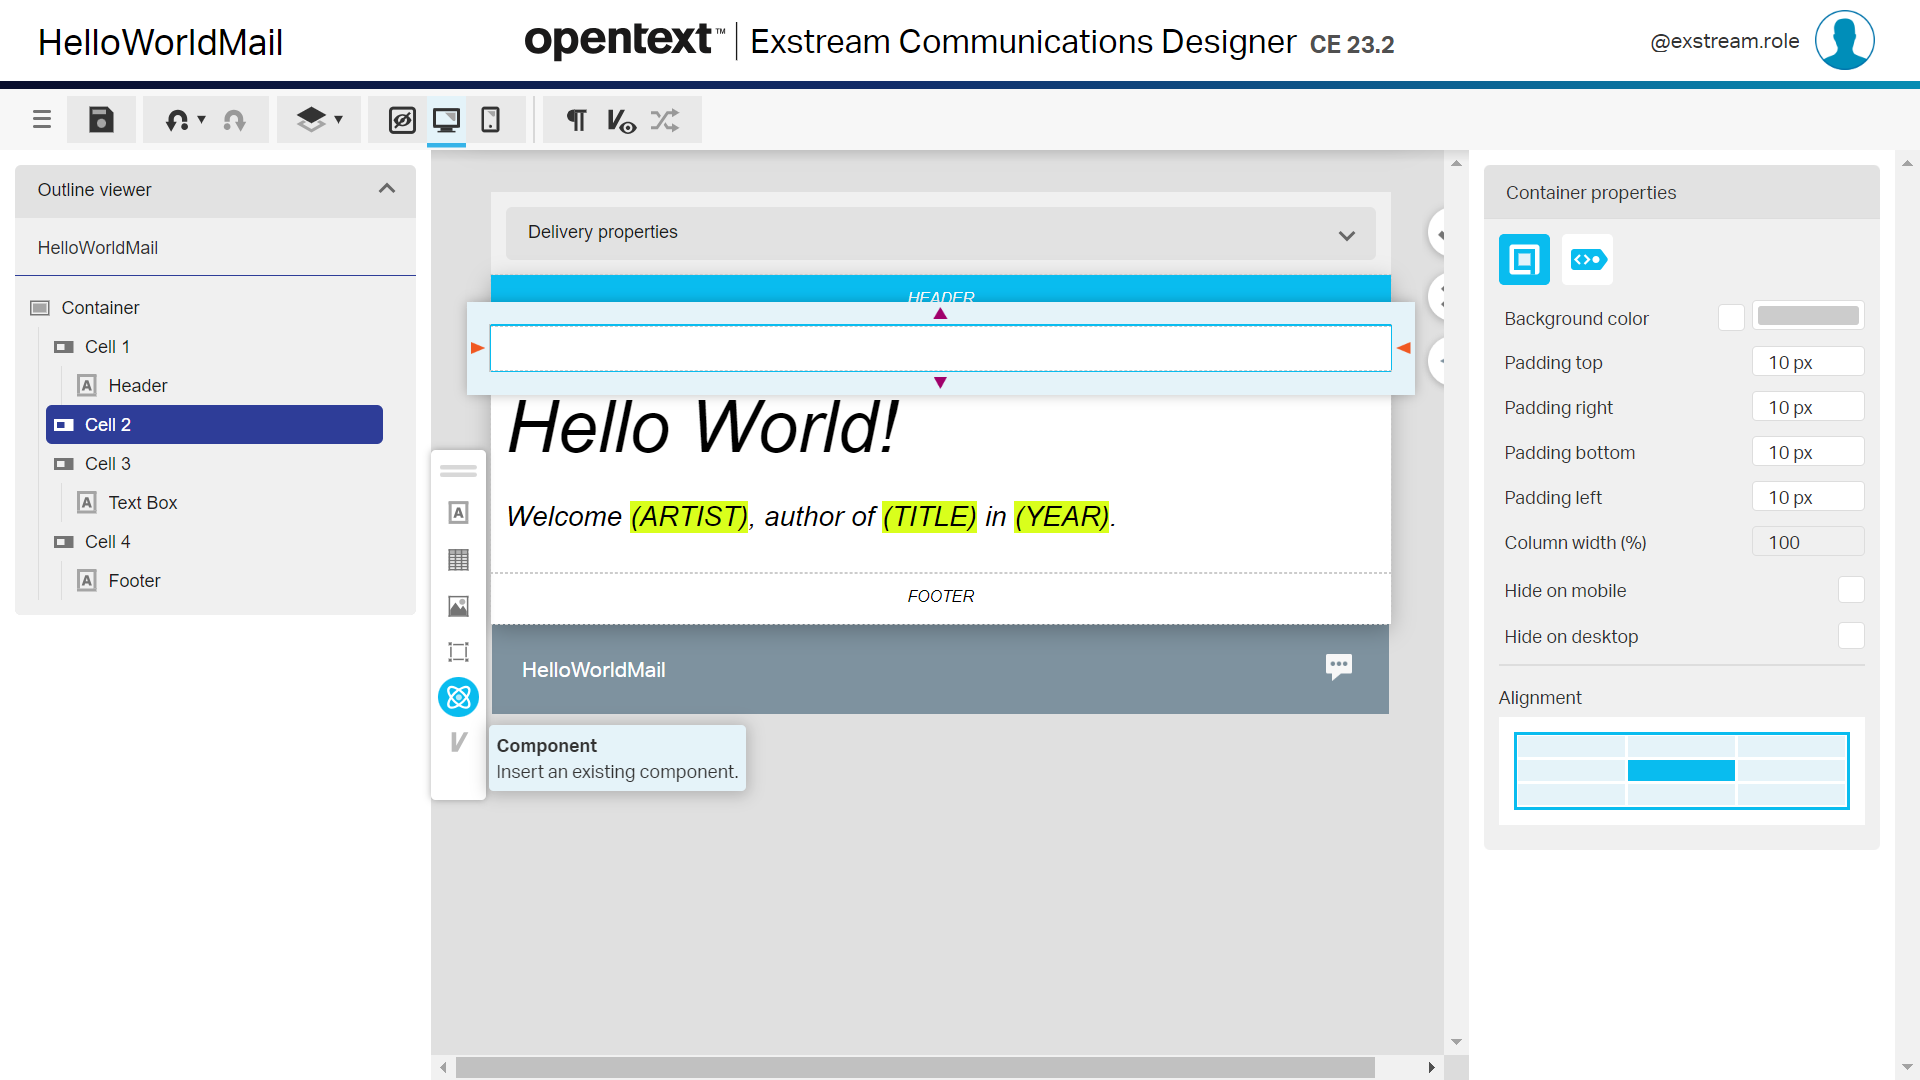 HelloWorldMail
opentext™ | Exstream Communications Designer CE 23.2
@exstream.role
Outline viewer
HelloWorldMail
Container
Cell 1
Header
Cell 2
Cell 3
Text Box
Cell 4
Footer
Delivery properties
HEADER
Hello World!
Welcome (ARTIST), author of (TITLE) in (YEAR).
FOOTER
HelloWorldMail
Component
Insert an existing component.
Container properties
Background color
Padding top 10 px
Padding right 10 px
Padding bottom 10 px
Padding left 10 px
Column width (%) 100
Hide on mobile
Hide on desktop
Alignment